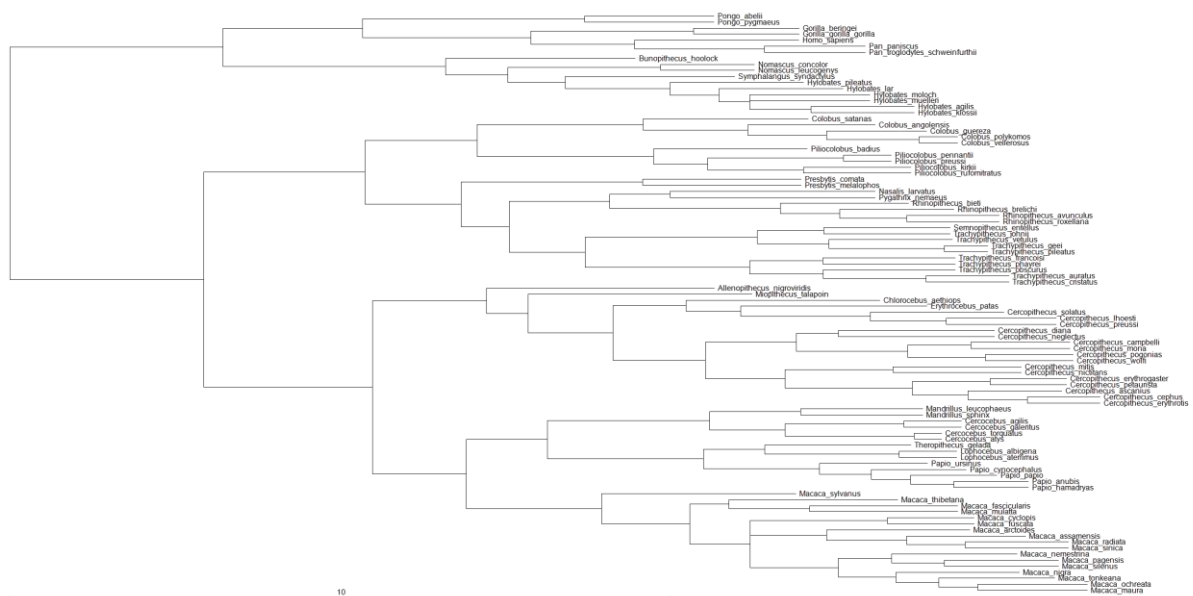 Pongo_abelii
Pongo_pygmaeus
Gorilla_beringei
Gorilla_gorilla_gorilla
Homo_sapiens
Pan_paniscus
Pan_troglodytes_schweinfurthii
Bunopithecus_hoolock
Nomascus_concolor
Nomascus_leucogenys
Symphalangus_syndactylus
Hylobates_pileatus
Hylobates_lar
Hylobates_moloch
Hylobates_muelleri
Hylobates_agilis
Hylobates_klossii
Colobus_satanas
Colobus_angolensis
Colobus_guereza
Colobus_polykomos
Colobus_vellerosus
Piliocolobus_badius
Piliocolobus_pennantii
Piliocolobus_preussi
Piliocolobus_kirkii
Piliocolobus_rufomitratus
Presbytis_comata
Presbytis_melalophos
Nasalis_larvatus
Pygathrix_nemaeus
Rhinopithecus_bieti
Rhinopithecus_brelichi
Rhinopithecus_avunculus
Rhinopithecus_roxellana
Semnopithecus_entellus
Trachypithecus_johnii
Trachypithecus_vetulus
Trachypithecus_geei
Trachypithecus_pileatus
Trachypithecus_francoisi
Trachypithecus_phayrei
Trachypithecus_obscurus
Trachypithecus_auratus
Trachypithecus_cristatus
Allenopithecus_nigroviridis
Miopithecus_talapoin
Chlorocebus_aethiops
Erythrocebus_patas
Cercopithecus_solatus
Cercopithecus_lhoesti
Cercopithecus_preussi
Cercopithecus_diana
Cercopithecus_neglectus
Cercopithecus_campbelli
Cercopithecus_mona
Cercopithecus_pogonias
Cercopithecus_wolfi
Cercopithecus_mitis
Cercopithecus_nictitans
Cercopithecus_erythrogaster
Cercopithecus_petaurista
Cercopithecus_ascanius
Cercopithecus_cephus
Cercopithecus_erythrotis
Mandrillus_leucophaeus
Mandrillus_sphinx
Cercocebus_agilis
Cercocebus_galeritus
Cercocebus_torquatus
Cercocebus_atys
Theropithecus_gelada
Lophocebus_albigena
Lophocebus_aterrimus
Papio_ursinus
Papio_cynocephalus
Papio_papio
Papio_anubis
Papio_hamadryas
Macaca_sylvanus
Macaca_thibetana
Macaca_fascicularis
Macaca_mulatta
Macaca_cyclopis
Macaca_fuscata
Macaca_arctoides
Macaca_assamensis
Macaca_radiata
Macaca_sinica
Macaca_nemestrina
Macaca_pagensis
Macaca_silenus
Macaca_nigra
Macaca_tonkeana
Macaca_ochreata
Macaca_maura
10